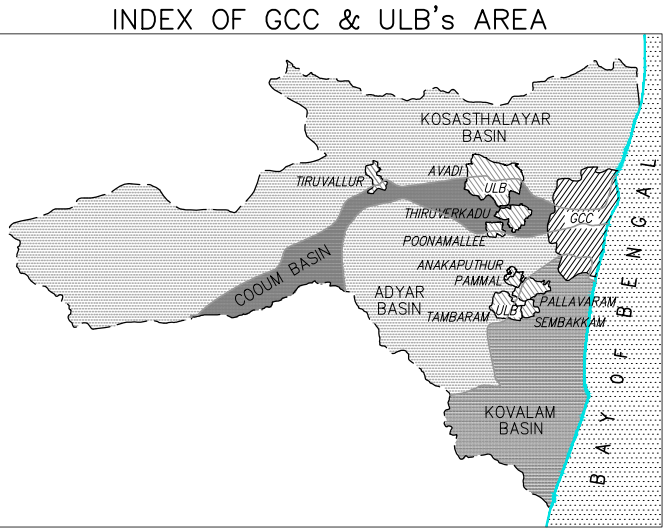 INDEX OF GCC & ULB's AREA
KOSASTHALAYAR
BASIN
AVADI
TIRUVALLUR
ULB
THIRUVERKADU
GCC
POONAMALLEE
COOUM BASIN
ANAKAPUTHUR
PAMMAL
ADYAR
BASIN
PALLAVARAM
TAMBARAM
ULB
SEMBAKKAM
KOVALAM
BASIN
BAY OF BENGAL